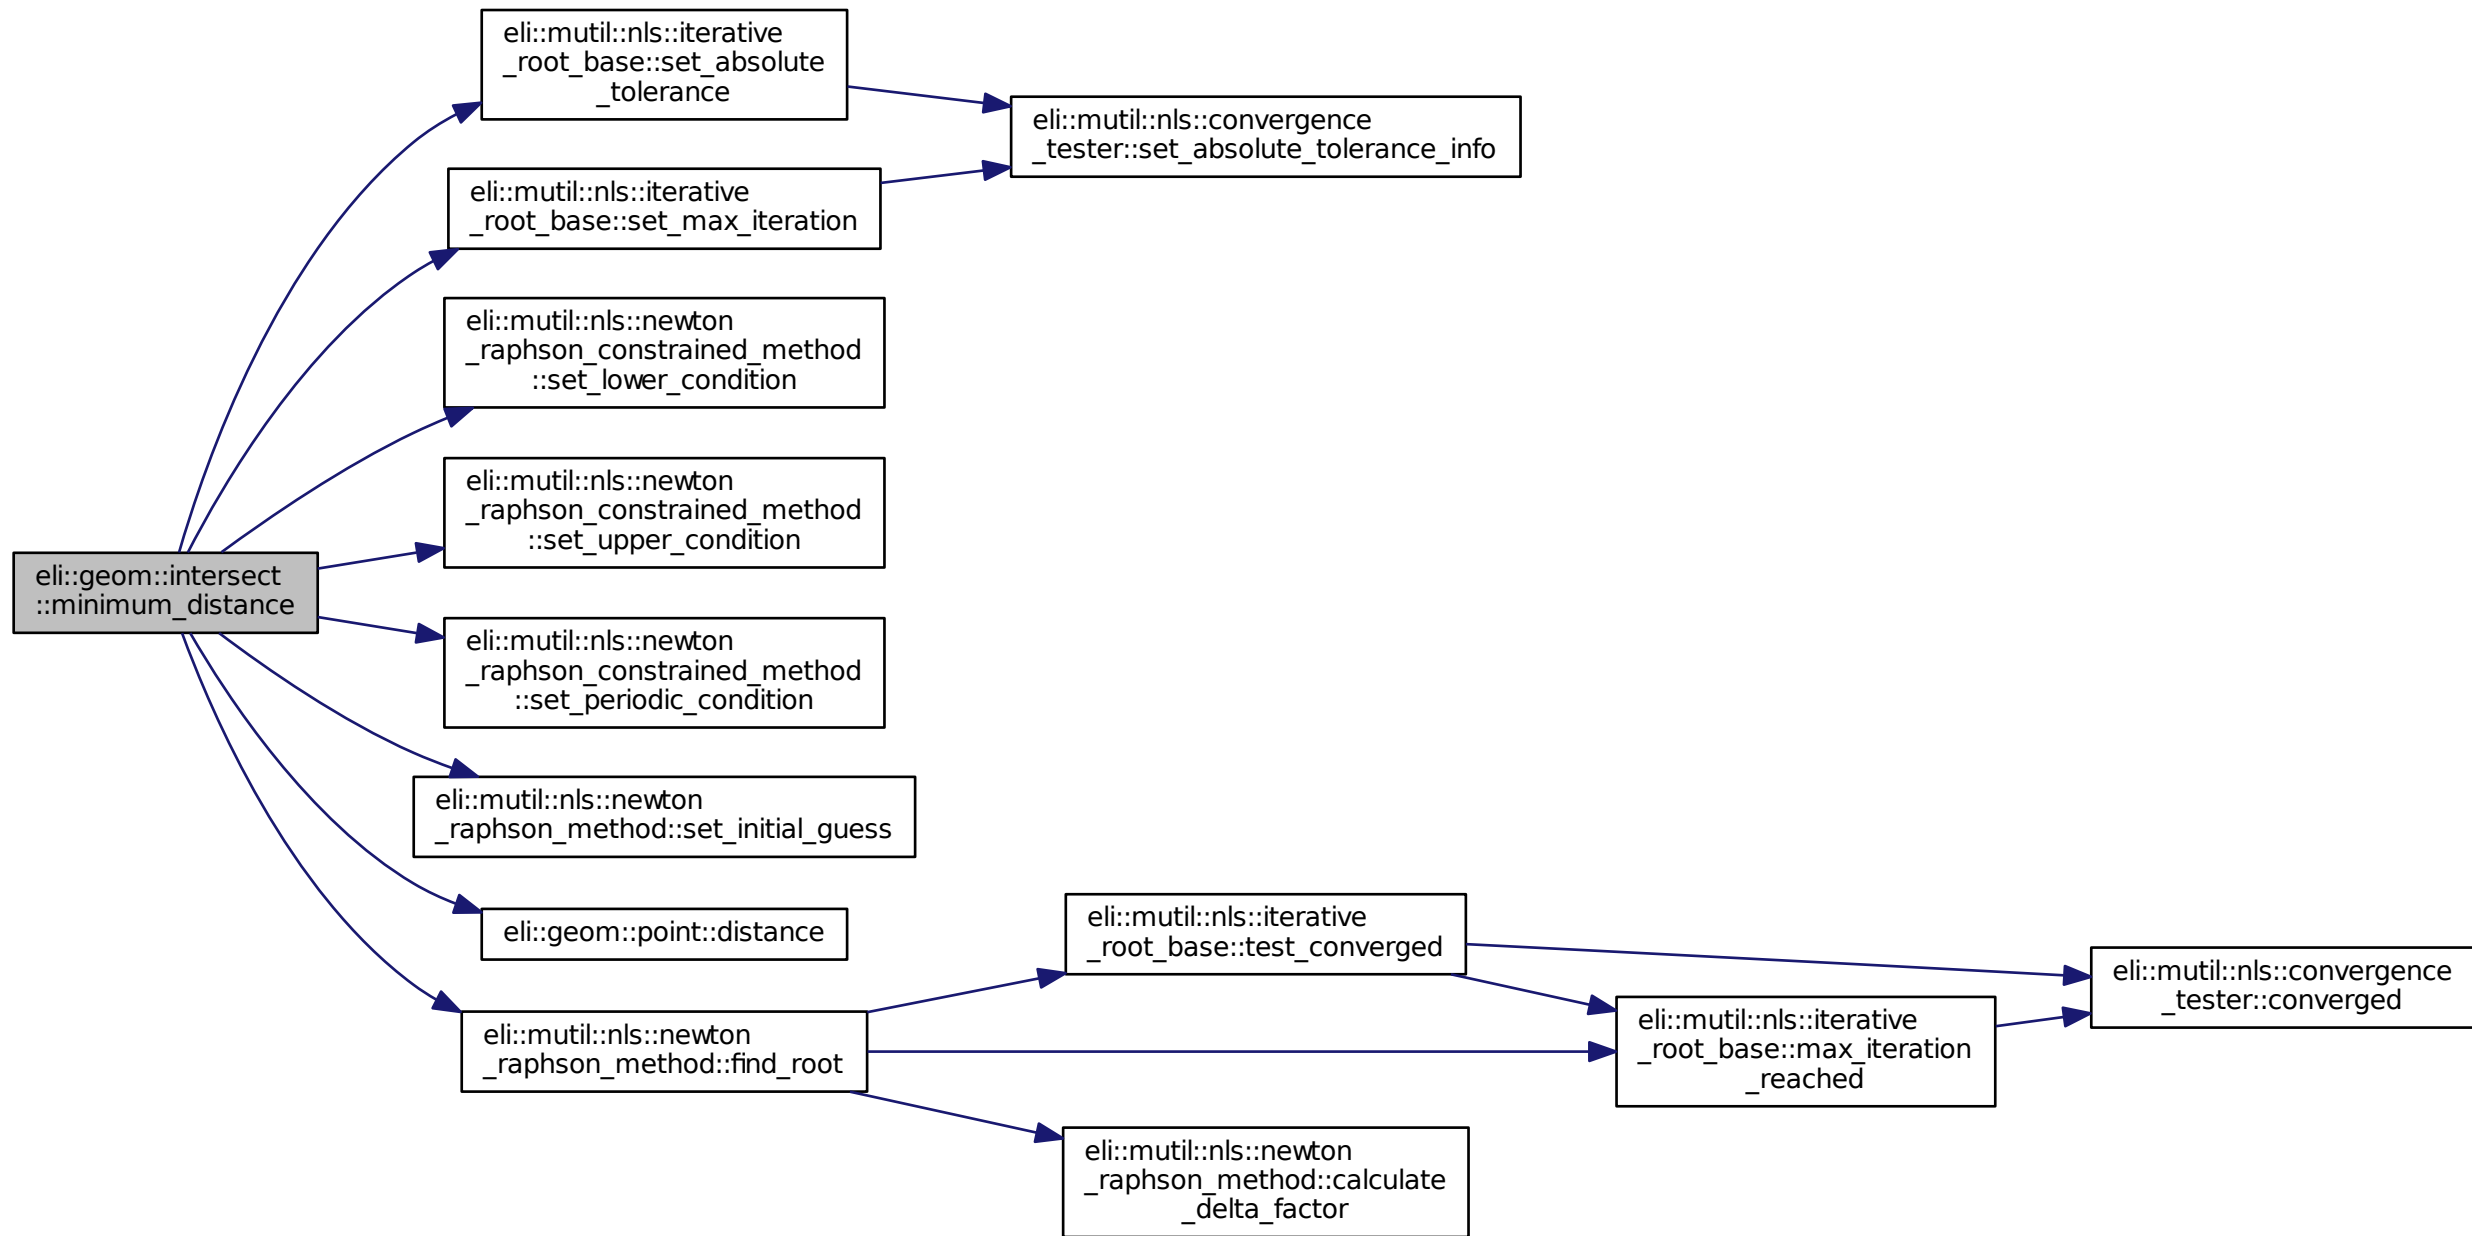 eli::mutil::nls::iterative
_root_base::set_absolute
_tolerance
eli::mutil::nls::convergence
_tester::set_absolute_tolerance_info
eli::mutil::nls::iterative
_root_base::set_max_iteration
eli::mutil::nls::newton
_raphson_constrained_method
::set_lower_condition
eli::mutil::nls::newton
_raphson_constrained_method
::set_upper_condition
eli::geom::intersect
::minimum_distance
eli::mutil::nls::newton
_raphson_constrained_method
::set_periodic_condition
eli::mutil::nls::newton
_raphson_method::set_initial_guess
eli::geom::point::distance
eli::mutil::nls::iterative
_root_base::test_converged
eli::mutil::nls::convergence
_tester::converged
eli::mutil::nls::newton
_raphson_method::find_root
eli::mutil::nls::iterative
_root_base::max_iteration
_reached
eli::mutil::nls::newton
_raphson_method::calculate
_delta_factor